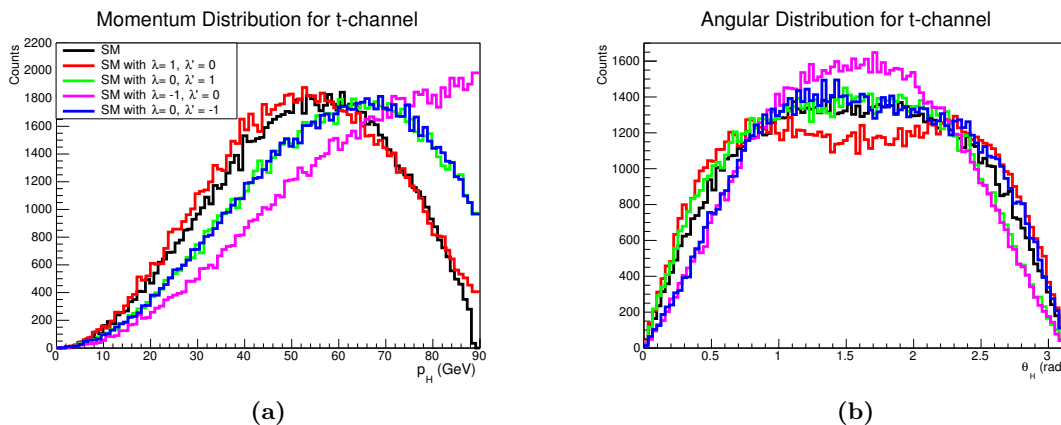 Momentum Distribution for t-channel
Counts
2200
2000
1800
1600
1400
1200
1000
800
600
400
200
0
SM
SM with λ= 1, λ' = 0
SM with λ= 0, λ' = 1
SM with λ= -1, λ' = 0
SM with λ= 0, λ' = -1
0 10 20 30 40 50 60 70 80 90
p_H (GeV)
(a)
Angular Distribution for t-channel
Counts
1600
1400
1200
1000
800
600
400
200
0
0 0.5 1 1.5 2 2.5 3
θ_H (rad
(b)